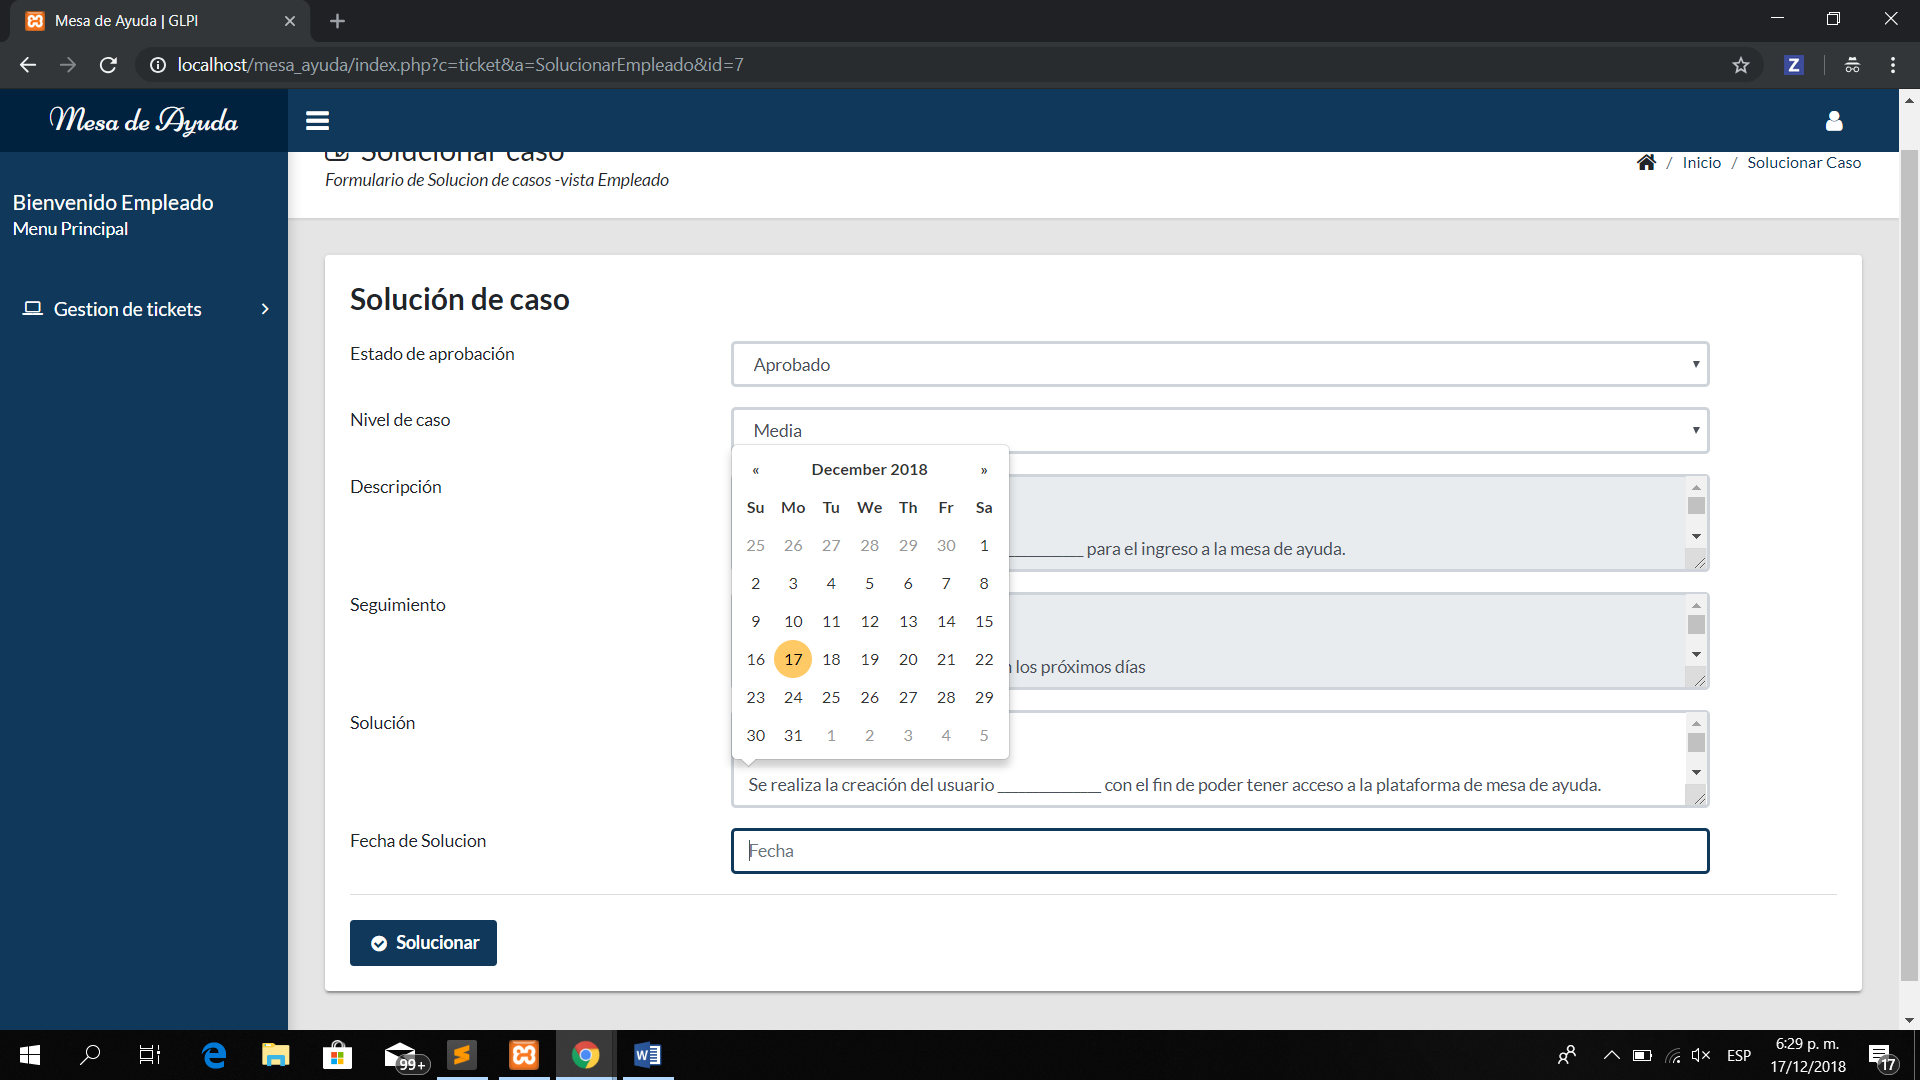 Mesa de Ayuda | GLPI
localhost/mesa_ayuda/index.php?c=ticket&a=SolucionarEmpleado&id=7
Z
Mesa de Ayuda
Solucionar caso
Formulario de Solucion de casos -vista Empleado
/ Inicio / Solucionar Caso
Bienvenido Empleado
Menu Principal
Gestion de tickets
Solución de caso
Estado de aprobación
Aprobado
Nivel de caso
Media
« December 2018 »
Su Mo Tu We Th Fr Sa
25 26 27 28 29 30 1
2 3 4 5 6 7 8
9 10 11 12 13 14 15
16 17 18 19 20 21 22
23 24 25 26 27 28 29
30 31 1 2 3 4 5
Descripción
para el ingreso a la mesa de ayuda.
Seguimiento
los próximos días
Solución
Se realiza la creación del usuario ____________ con el fin de poder tener acceso a la plataforma de mesa de ayuda.
Fecha de Solucion
Fecha
Solucionar
99+
ESP
6:29 p. m.
17/12/2018
17